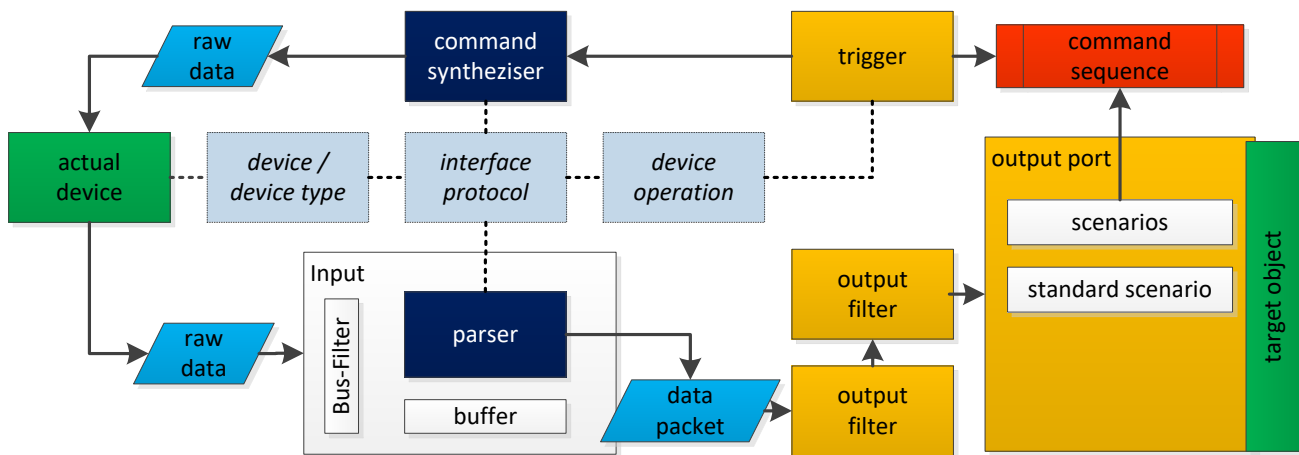 raw
data
command
syntheziser
trigger
command
sequence
actual
device
device /
device type
interface
protocol
device
operation
output port
scenarios
standard scenario
target object
Input
Bus-Filter
parser
buffer
raw
data
data
packet
output
filter
output
filter